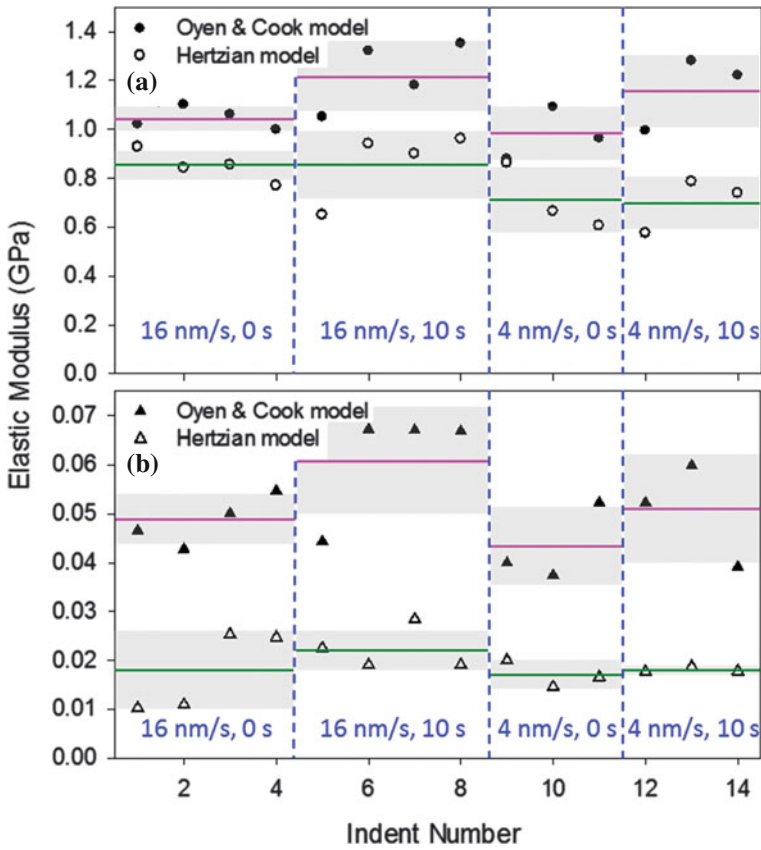 1.4
1.2
1.0
0.8
0.6
0.4
0.2
0.0
Oyen & Cook model
Hertzian model
(a)
16 nm/s, 0 s
16 nm/s, 10 s
4 nm/s, 0 s
4 nm/s, 10 s
Elastic Modulus (GPa)
0.07
0.06
0.05
0.04
0.03
0.02
0.01
0.00
Oyen & Cook model
Hertzian model
(b)
16 nm/s, 0 s
16 nm/s, 10 s
4 nm/s, 0 s
4 nm/s, 10 s
2
4
6
8
10
12
14
Indent Number